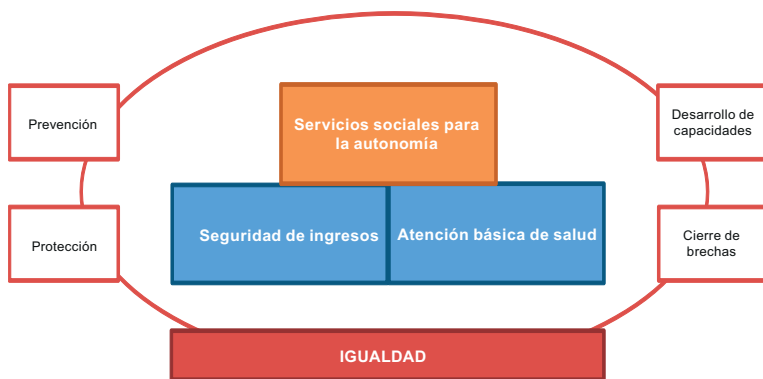 Prevención
Servicios sociales para
la autonomía
Desarrollo de
capacidades
Protección
Seguridad de ingresos
Atención básica de salud
Cierre de
brechas
IGUALDAD